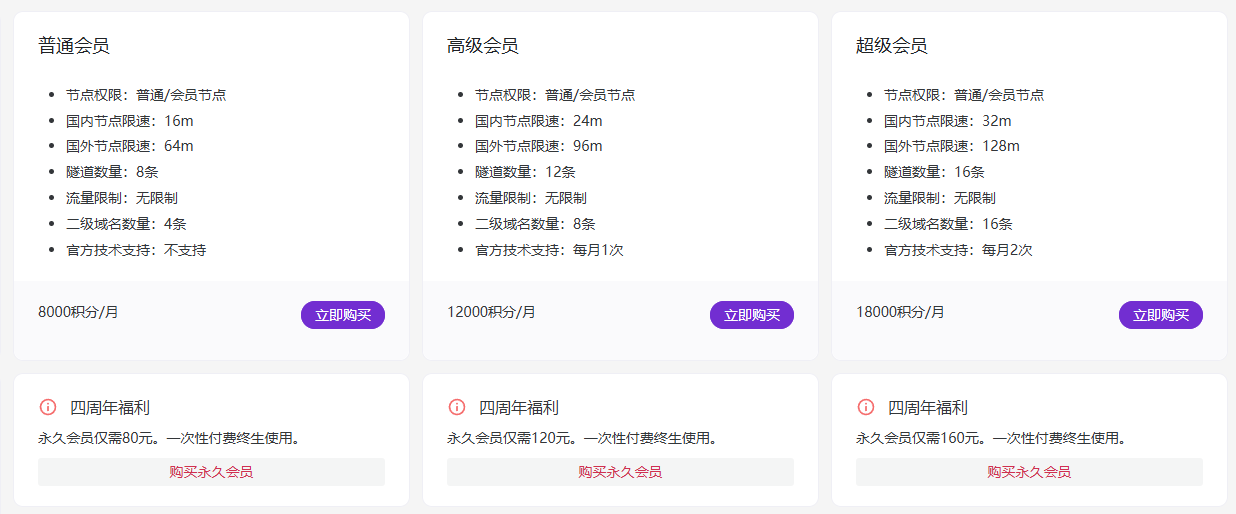 普通会员
节点权限：普通/会员节点
国内节点限速：16m
国外节点限速：64m
隧道数量：8条
流量限制：无限制
二级域名数量：4条
官方技术支持：不支持
8000积分/月
立即购买
四周年福利
永久会员仅需80元。一次性付费终生使用。
购买永久会员
高级会员
节点权限：普通/会员节点
国内节点限速：24m
国外节点限速：96m
隧道数量：12条
流量限制：无限制
二级域名数量：8条
官方技术支持：每月1次
12000积分/月
立即购买
四周年福利
永久会员仅需120元。一次性付费终生使用。
购买永久会员
超级会员
节点权限：普通/会员节点
国内节点限速：32m
国外节点限速：128m
隧道数量：16条
流量限制：无限制
二级域名数量：16条
官方技术支持：每月2次
18000积分/月
立即购买
四周年福利
永久会员仅需160元。一次性付费终生使用。
购买永久会员